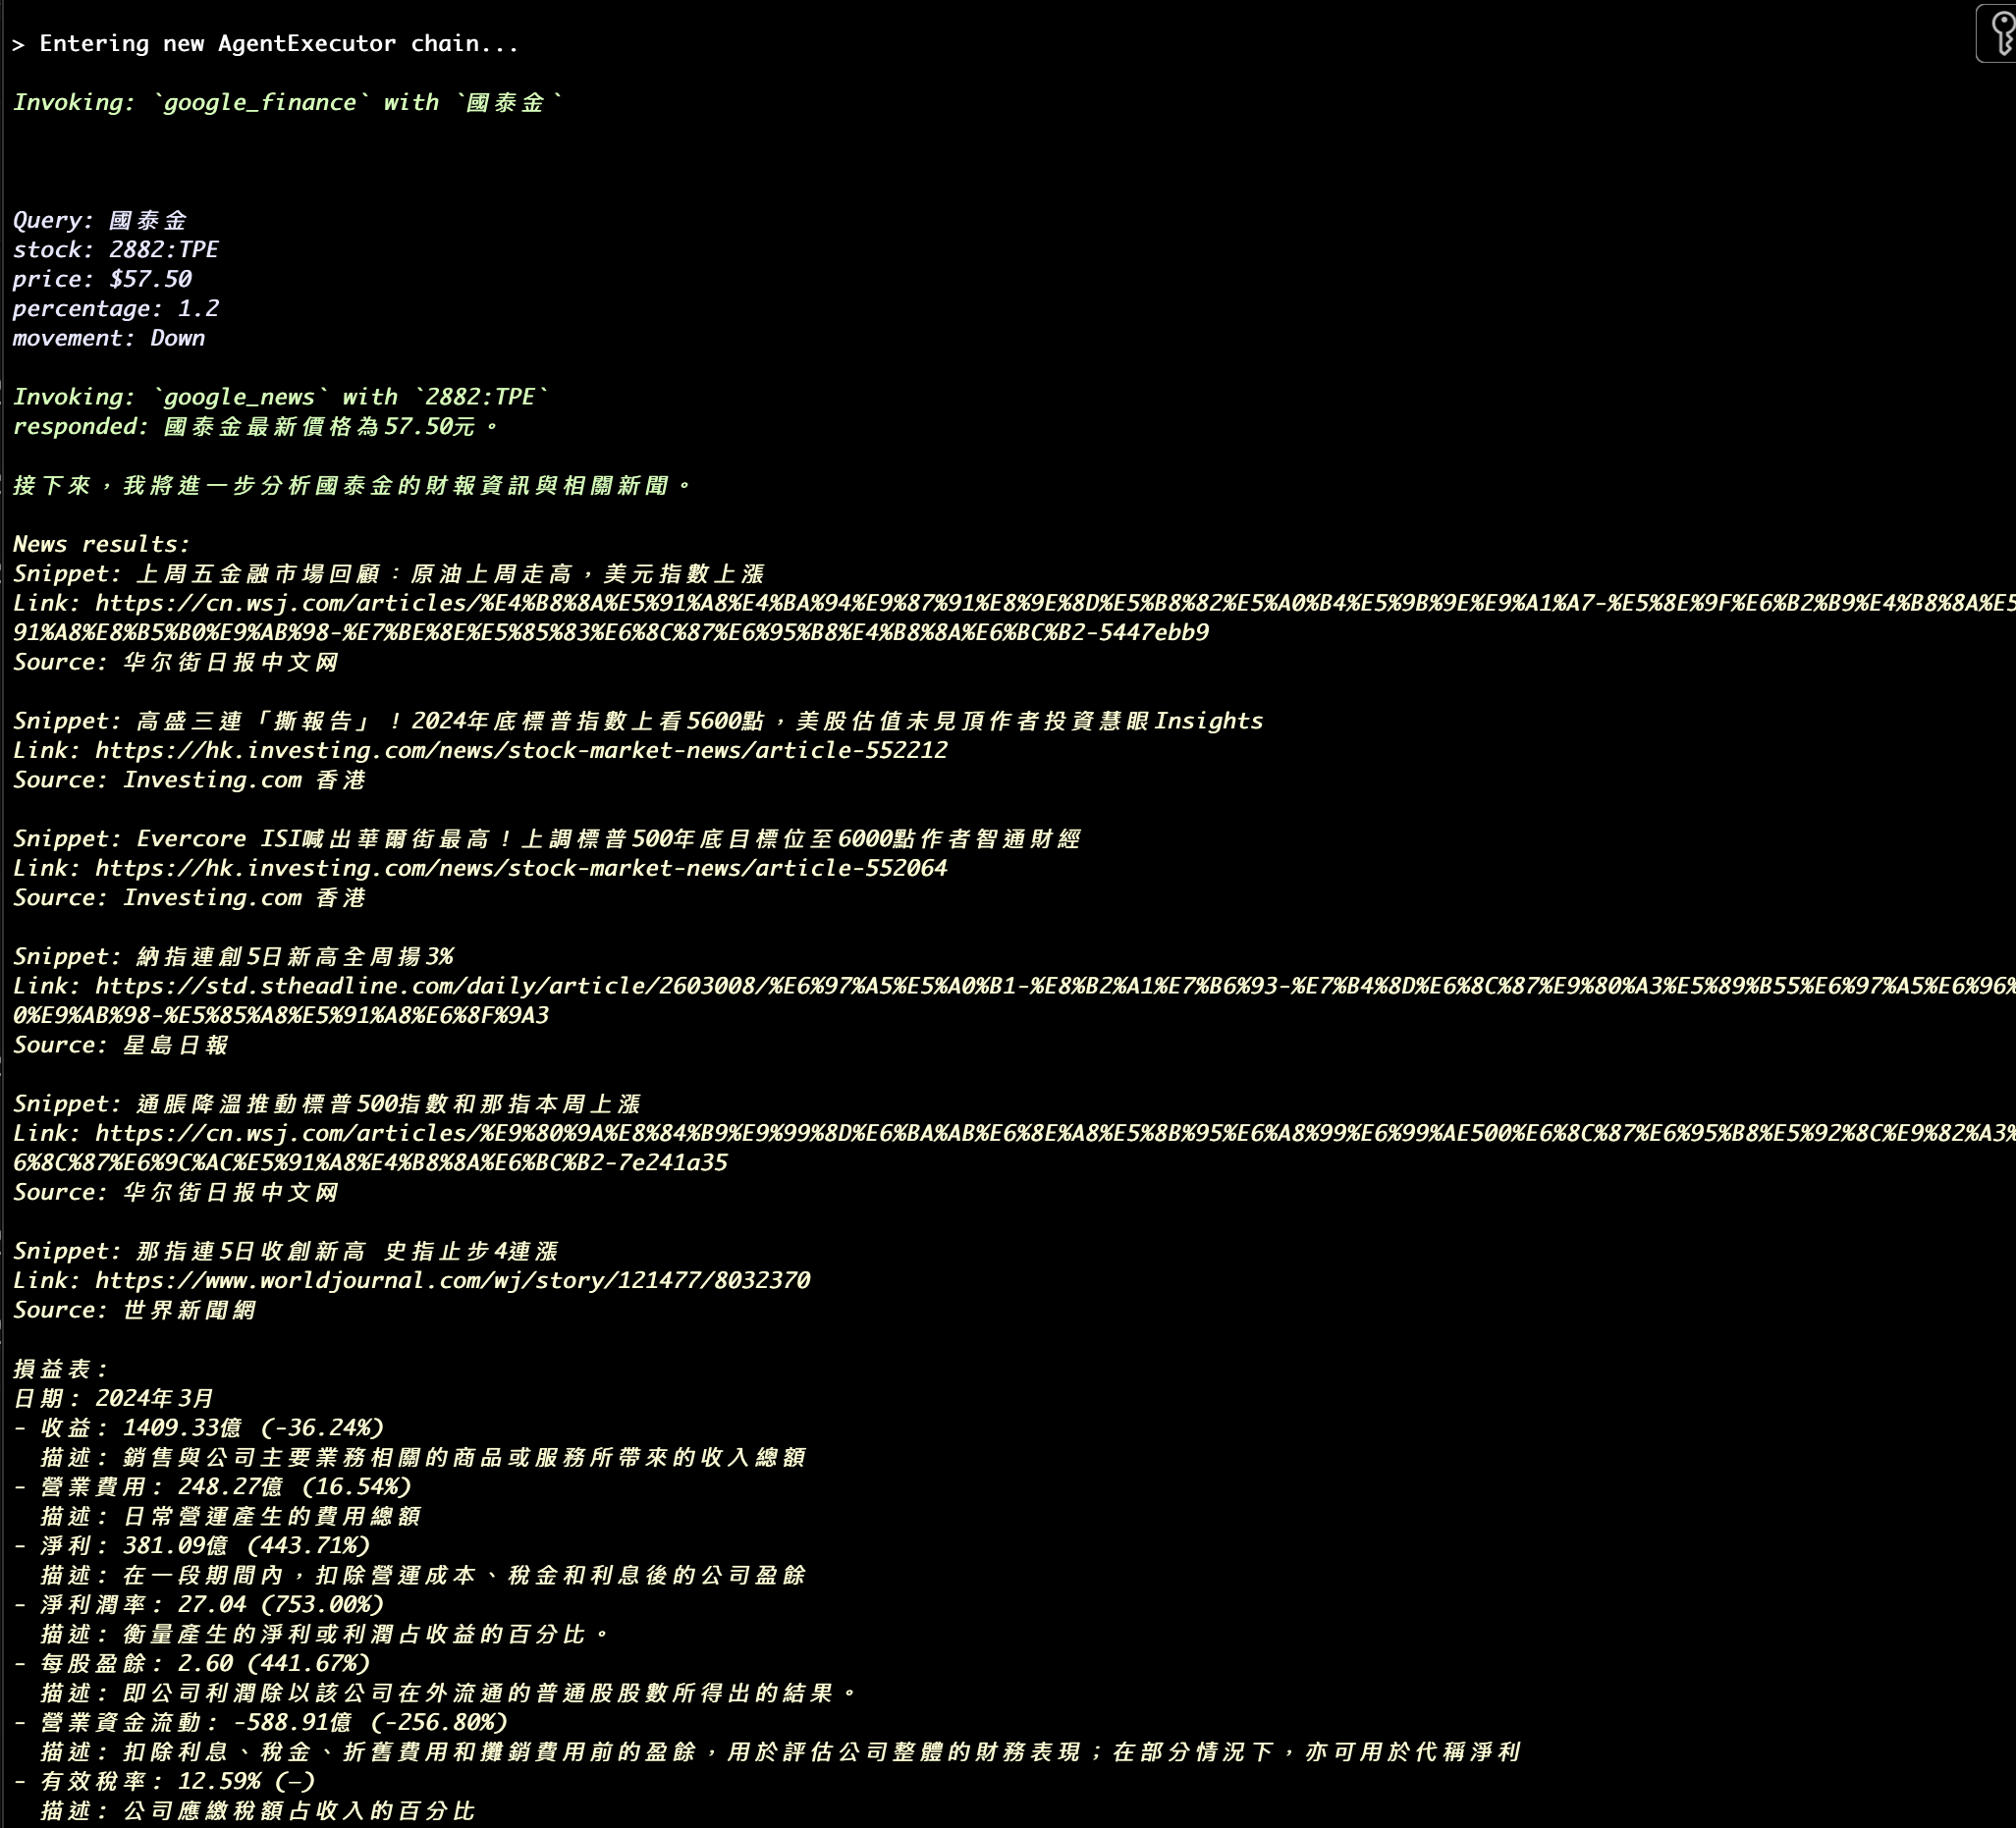 > Entering new AgentExecutor chain...
Invoking: `google_finance` with `國泰金`
Query: 國泰金
stock: 2882:TPE
price: $57.50
percentage: 1.2
movement: Down
Invoking: `google_news` with `2882:TPE`
responded: 國泰金最新價格為57.50元。
接下來，我將進一步分析國泰金的財報資訊與相關新聞。
News results:
Snippet: 上周五金融市場回顧：原油上周走高，美元指數上漲
Link: https://cn.wsj.com/articles/%E4%B8%8A%E5%91%A8%E4%BA%94%E9%87%91%E8%9E%8D%E5%B8%82%E5%A0%B4%E5%9B%9E%E9%A1%A7-%E5%8E%9F%E6%B2%B9%E4%B8%8A%E5
91%A8%E8%B5%B0%E9%AB%98-%E7%BE%8E%E5%85%83%E6%8C%87%E6%95%B8%E4%B8%8A%E6%BC%B2-5447ebb9
Source: 华尔街日报中文网
Snippet: 高盛三連「撕報告」！2024年底標普指數上看5600點，美股估值未見頂作者投資慧眼Insights
Link: https://hk.investing.com/news/stock-market-news/article-552212
Source: Investing.com 香港
Snippet: Evercore ISI喊出華爾街最高！上調標普500年底目標位至6000點作者智通財經
Link: https://hk.investing.com/news/stock-market-news/article-552064
Source: Investing.com 香港
Snippet: 納指連創5日新高全周揚3%
Link: https://std.stheadline.com/daily/article/2603008/%E6%97%A5%E5%A0%B1-%E8%B2%A1%E7%B6%93-%E7%B4%8D%E6%8C%87%E9%80%A3%E5%89%B55%E6%97%A5%E6%96%
0%E9%AB%98-%E5%85%A8%E5%91%A8%E6%8F%9A3
Source: 星島日報
Snippet: 通脹降溫推動標普500指數和那指本周上漲
Link: https://cn.wsj.com/articles/%E9%80%9A%E8%84%B9%E9%99%8D%E6%BA%AB%E6%8E%A8%E5%8B%95%E6%A8%99%E6%99%AE500%E6%8C%87%E6%95%B8%E5%92%8C%E9%82%A3%
6%8C%87%E6%9C%AC%E5%91%A8%E4%B8%8A%E6%BC%B2-7e241a35
Source: 华尔街日报中文网
Snippet: 那指連5日收創新高 史指止步4連漲
Link: https://www.worldjournal.com/wj/story/121477/8032370
Source: 世界新聞網
損益表:
日期: 2024年3月
- 收益: 1409.33億 (-36.24%)
描述: 銷售與公司主要業務相關的商品或服務所帶來的收入總額
- 營業費用: 248.27億 (16.54%)
描述: 日常營運產生的費用總額
- 淨利: 381.09億 (443.71%)
描述: 在一段期間內，扣除營運成本、稅金和利息後的公司盈餘
- 淨利潤率: 27.04 (753.00%)
描述: 衡量產生的淨利或利潤占收益的百分比。
- 每股盈餘: 2.60 (441.67%)
描述: 即公司利潤除以該公司在外流通的普通股股數所得出的結果。
- 營業資金流動: -588.91億 (-256.80%)
描述: 扣除利息、稅金、折舊費用和攤銷費用前的盈餘，用於評估公司整體的財務表現；在部分情況下，亦可用於代稱淨利
- 有效稅率: 12.59% (—)
描述: 公司應繳稅額占收入的百分比